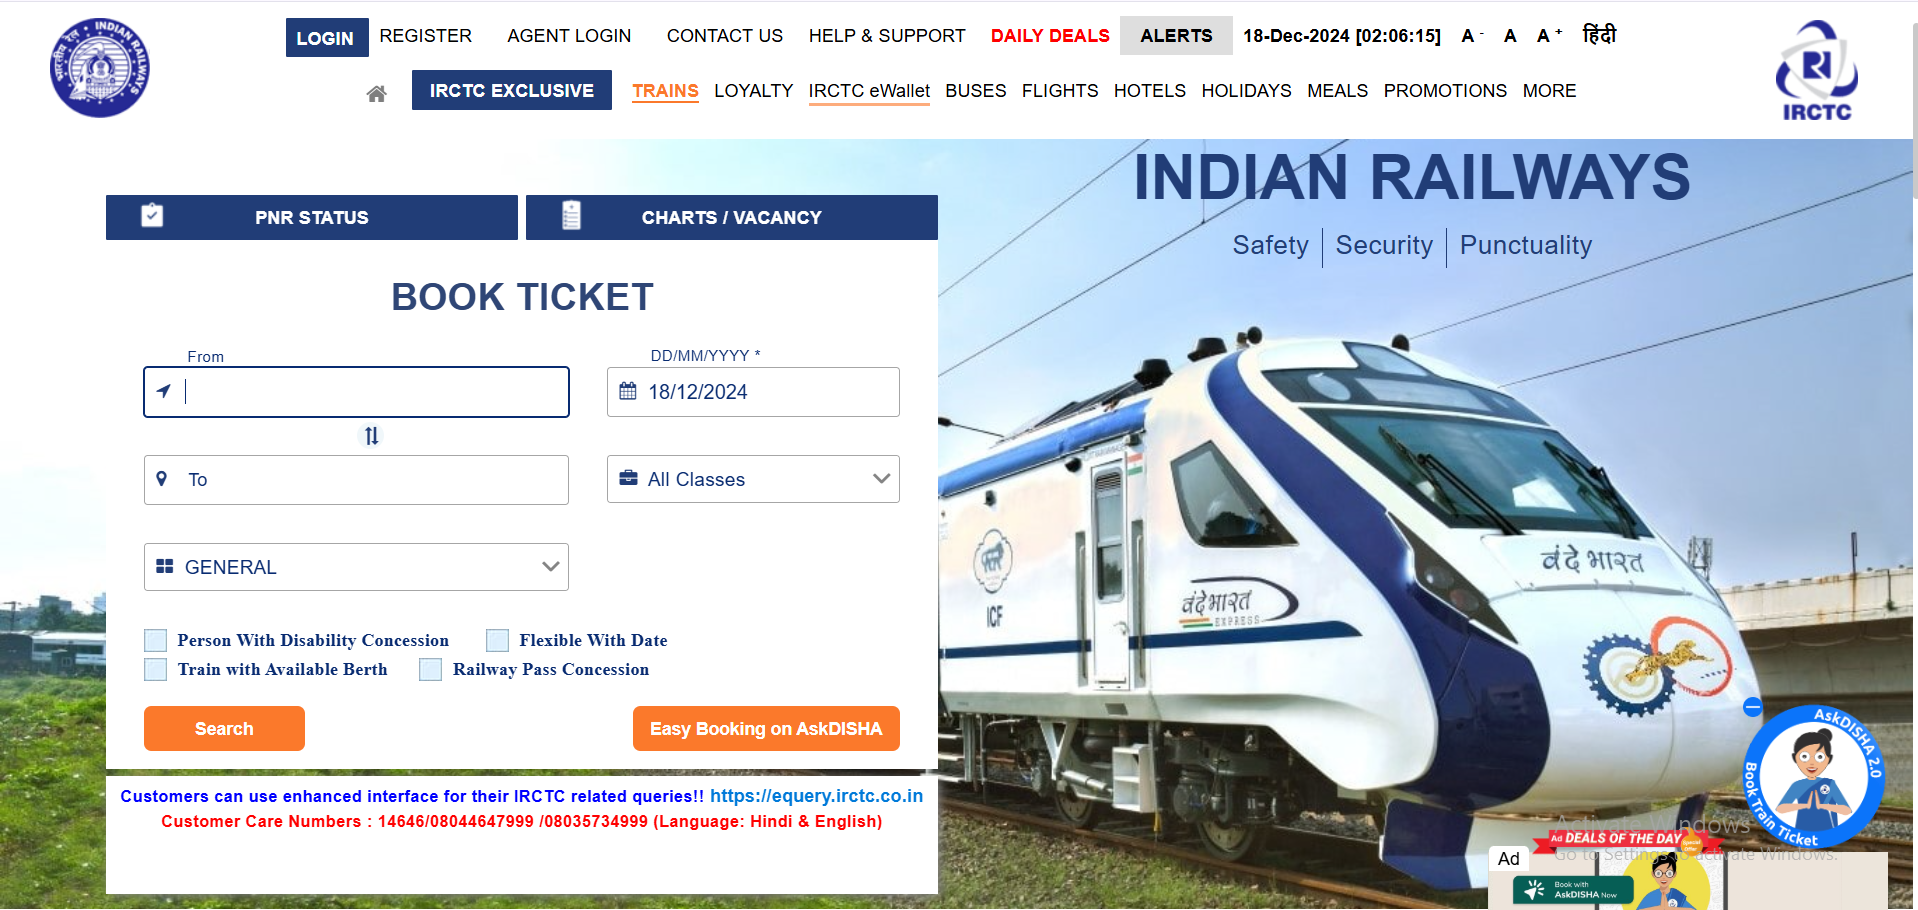 INDIAN RAILWAYS
भारतीय रेल
LOGIN REGISTER AGENT LOGIN CONTACT US HELP & SUPPORT DAILY DEALS ALERTS 18-Dec-2024 [02:06:15] A- A A+ हिंदी
IRCTC EXCLUSIVE TRAINS LOYALTY IRCTC eWallet BUSES FLIGHTS HOTELS HOLIDAYS MEALS PROMOTIONS MORE
IRCTC
INDIAN RAILWAYS
Safety | Security | Punctuality
PNR STATUS
CHARTS / VACANCY
BOOK TICKET
From
DD/MM/YYYY *
18/12/2024
To
All Classes
GENERAL
Person With Disability Concession
Flexible With Date
Train with Available Berth
Railway Pass Concession
Search
Easy Booking on AskDISHA
Customers can use enhanced interface for their IRCTC related queries!! https://equery.irctc.co.in
Customer Care Numbers : 14646/08044647999 /08035734999 (Language: Hindi & English)
ICF
वंदे भारत
EXPRESS
वंदे भारत
AskDISHA 2.0
Book Train Ticket
Activate Windows
Go to Settings to activate Windows.
Ad DEALS OF THE DAY
Special Offer
Ad
Book with
AskDISHA Now